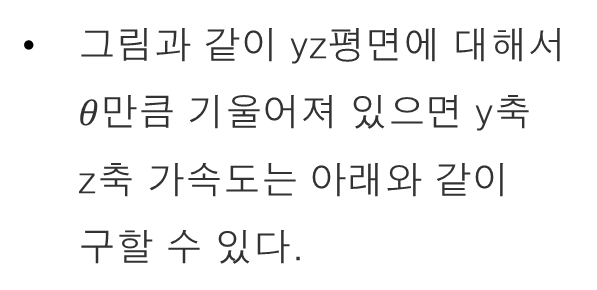 • 그림과 같이 yz평면에 대해서
θ만큼 기울어져 있으면 y축
z축 가속도는 아래와 같이
구할 수 있다.